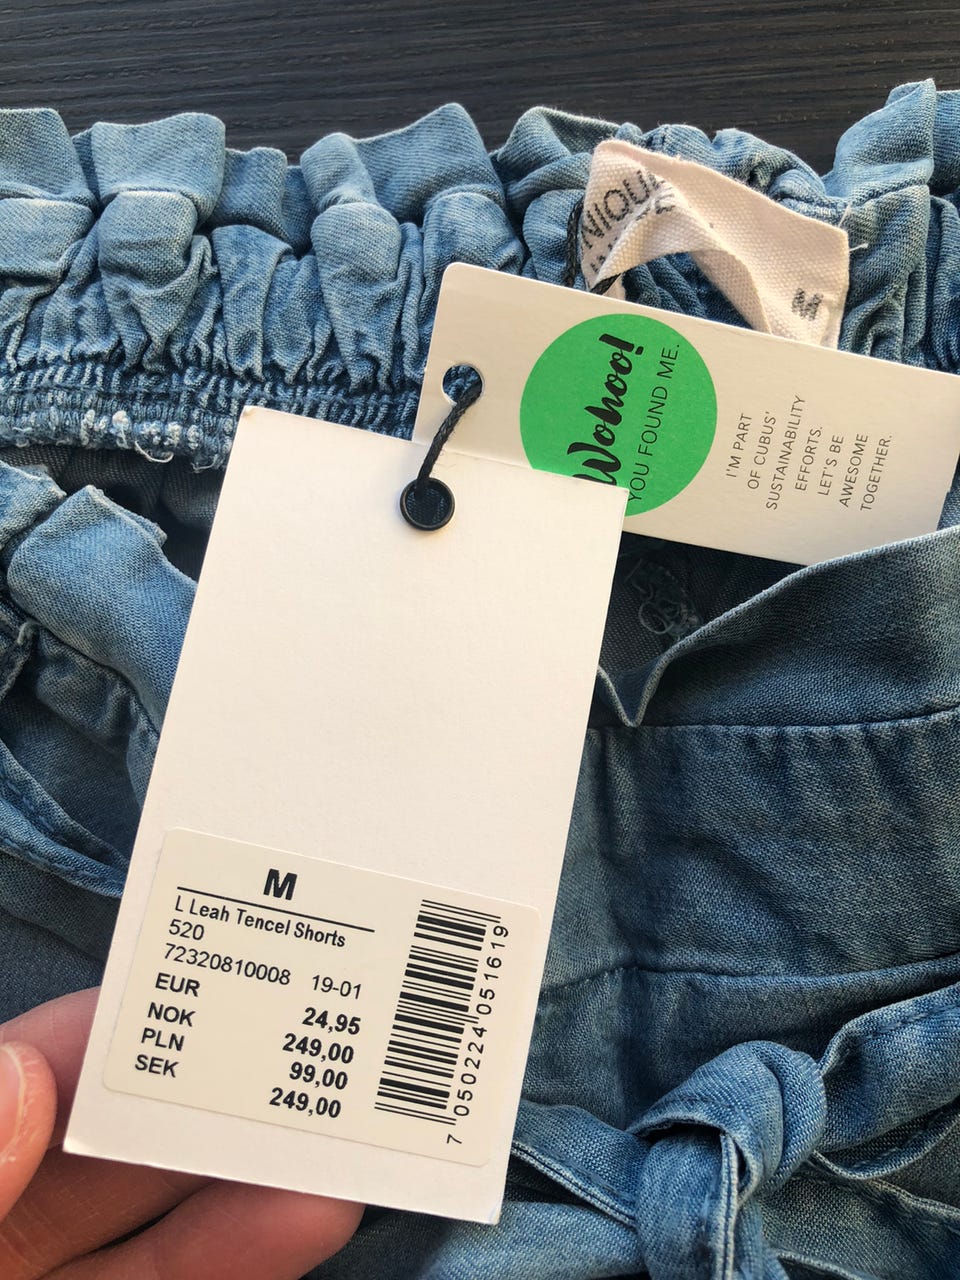 M
Wohoo!
YOU FOUND ME.
I'M PART
OF CUBUS'
SUSTAINABILITY
EFFORTS.
LET'S BE
AWESOME
TOGETHER.
M
L Leah Tencel Shorts
520
72320810008 19-01
EUR 24,95
NOK 249,00
PLN 99,00
SEK 249,00
7 050224 051619